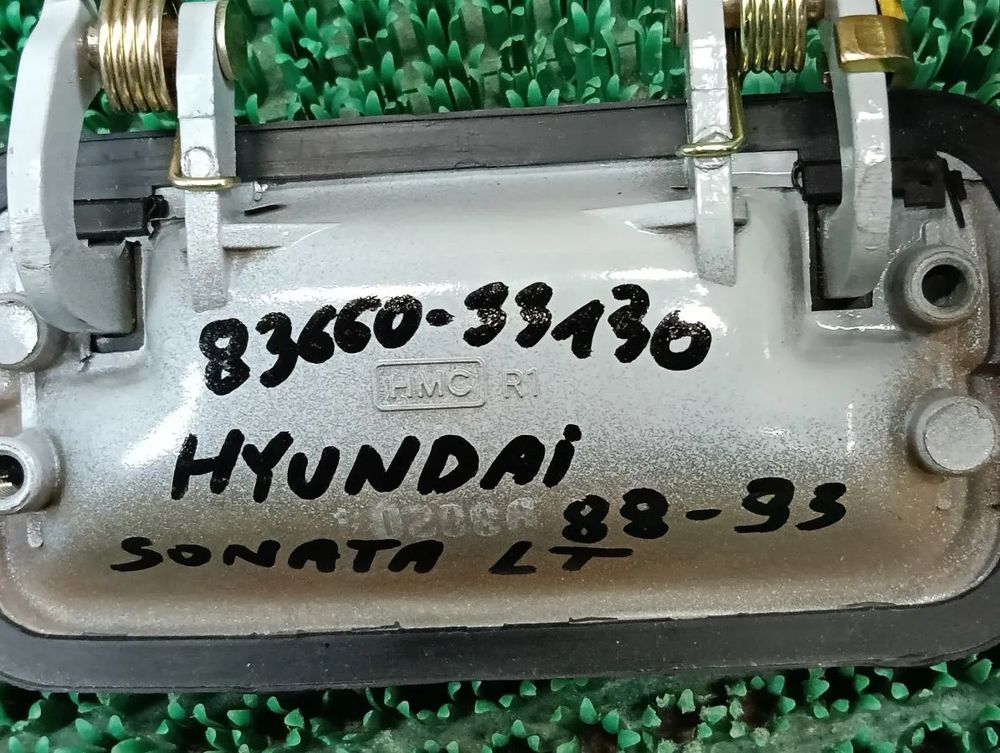 83660-33130
HMC R1
HYUNDAi
88-93
SONATA LT